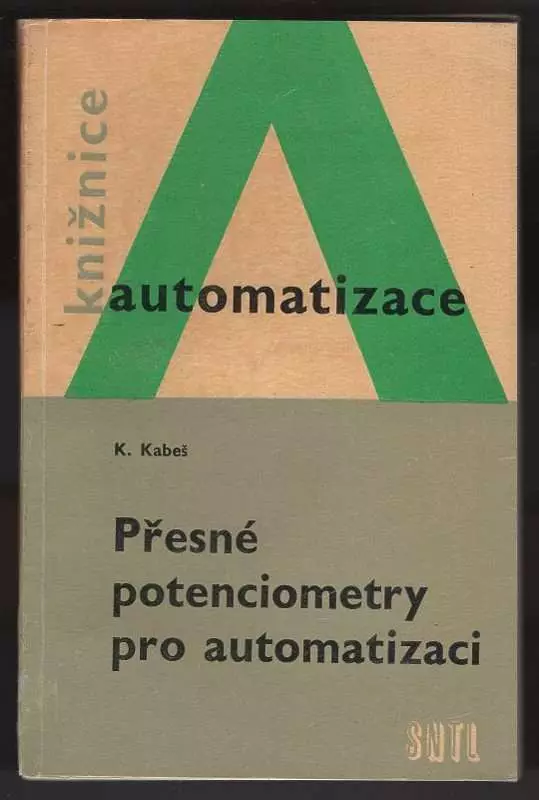 knižnice
automatizace
K. Kabeš
Přesné
potenciometry
pro automatizaci
SNTL